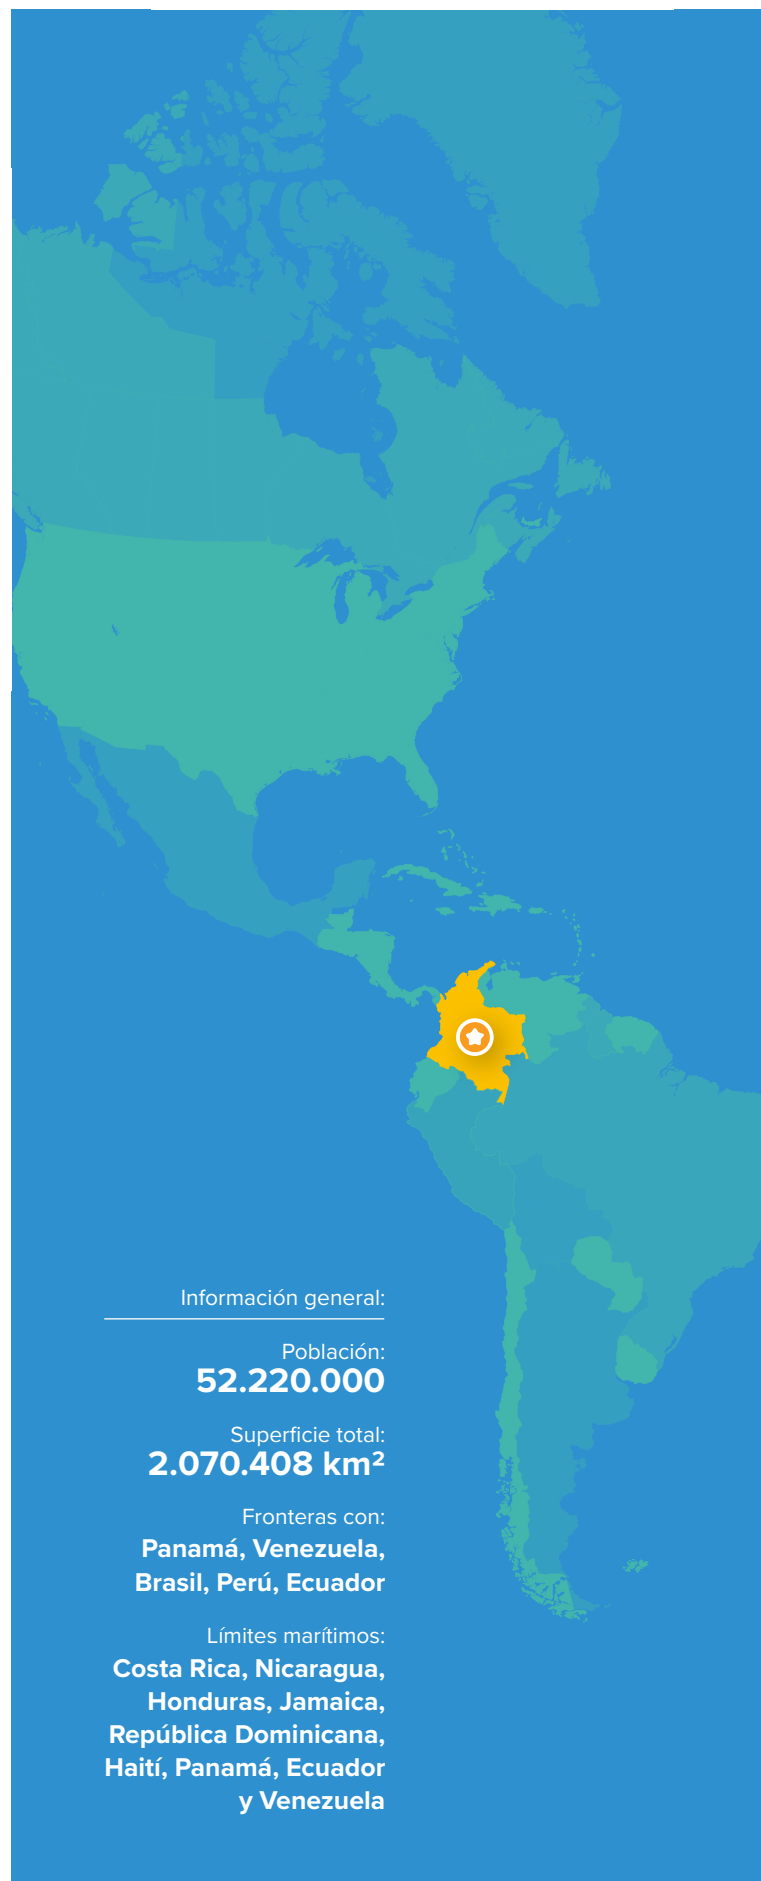 Información general:
Población:
52.220.000
Superficie total:
2.070.408 km²
Fronteras con:
Panamá, Venezuela,
Brasil, Perú, Ecuador
Límites marítimos:
Costa Rica, Nicaragua,
Honduras, Jamaica,
República Dominicana,
Haití, Panamá, Ecuador
y Venezuela